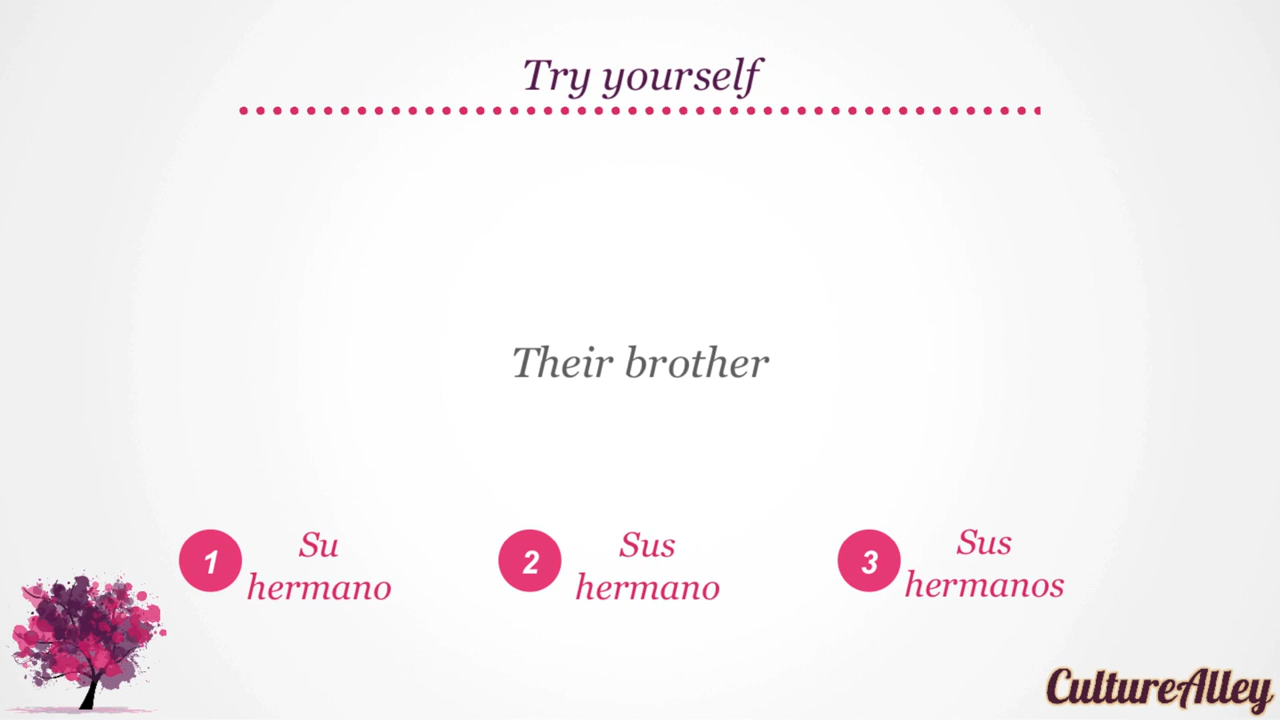 Try yourself
Their brother
1 Su hermano
2 Sus hermano
3 Sus hermanos
CultureAlley